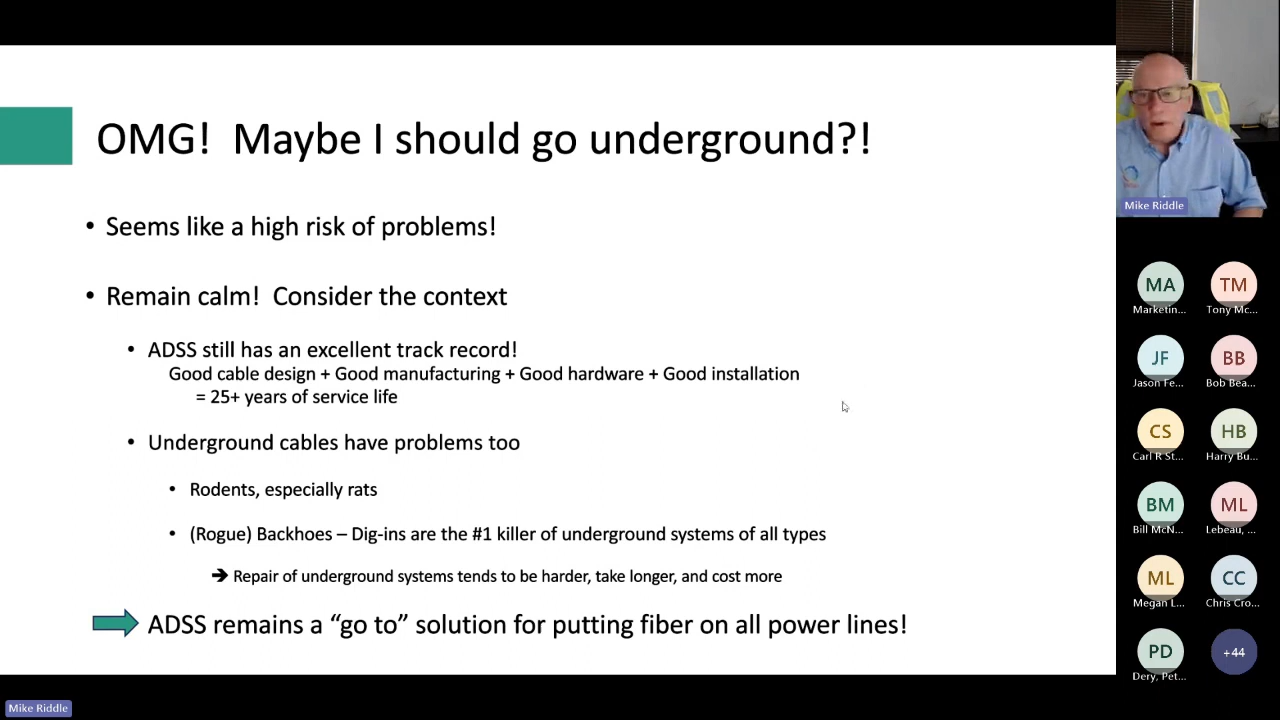 OMG! Maybe I should go underground?!
• Seems like a high risk of problems!
• Remain calm! Consider the context
• ADSS still has an excellent track record!
Good cable design + Good manufacturing + Good hardware + Good installation
= 25+ years of service life
• Underground cables have problems too
• Rodents, especially rats
• (Rogue) Backhoes – Dig-ins are the #1 killer of underground systems of all types
➔ Repair of underground systems tends to be harder, take longer, and cost more
ADSS remains a “go to” solution for putting fiber on all power lines!
Mike Riddle
MA
TM
Marketin...
Tony Mc...
JF
BB
Jason Fe...
Bob Bea...
CS
HB
Carl R St...
Harry Bu...
BM
ML
Bill McN...
Lebeau, ...
ML
CC
Megan L...
Chris Cro...
PD
+44
Dery, Pet...
Mike Riddle